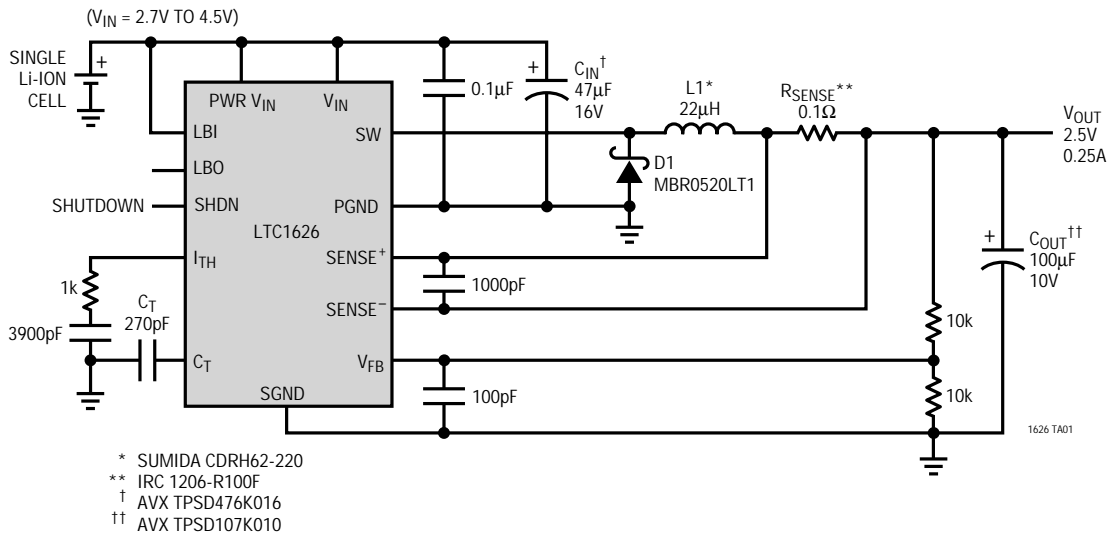 (VIN = 2.7V TO 4.5V)
SINGLE
Li-ION
CELL
+
PWR VIN
VIN
0.1µF
+
CIN†
47µF
16V
L1*
22µH
RSENSE**
0.1Ω
VOUT
2.5V
0.25A
LBI
SW
LBO
D1
MBR0520LT1
SHUTDOWN
SHDN
PGND
LTC1626
ITH
SENSE+
1000pF
SENSE–
+
COUT††
100µF
10V
1k
3900pF
CT
270pF
CT
VFB
10k
SGND
100pF
10k
1626 TA01
* SUMIDA CDRH62-220
** IRC 1206-R100F
† AVX TPSD476K016
†† AVX TPSD107K010